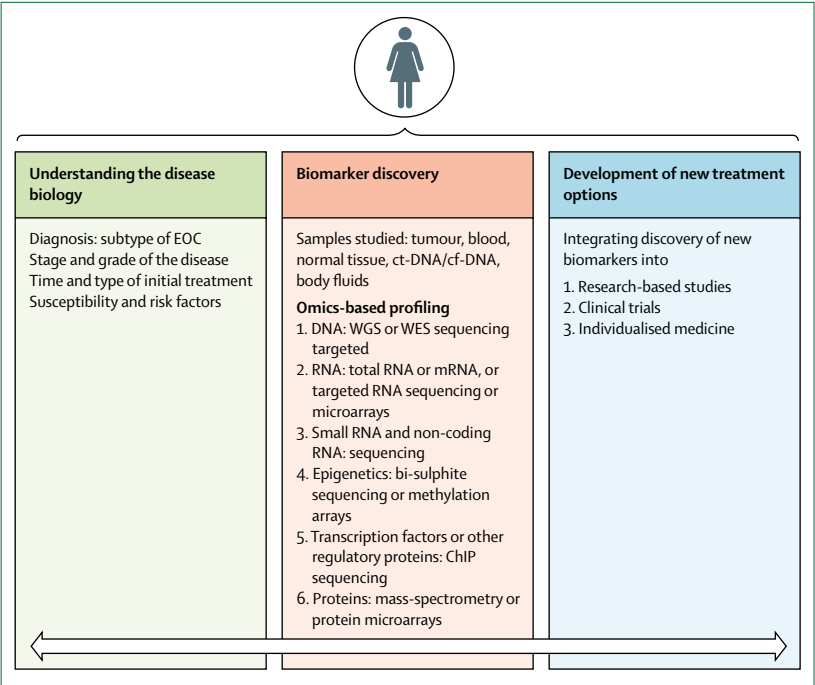 Understanding the disease
biology
Diagnosis: subtype of EOC
Stage and grade of the disease
Time and type of initial treatment
Susceptibility and risk factors
Biomarker discovery
Samples studied: tumour, blood,
normal tissue, ct-DNA/cf-DNA,
body fluids
Omics-based profiling
1. DNA: WGS or WES sequencing
targeted
2. RNA: total RNA or mRNA, or
targeted RNA sequencing or
microarrays
3. Small RNA and non-coding
RNA: sequencing
4. Epigenetics: bi-sulphite
sequencing or methylation
arrays
5. Transcription factors or other
regulatory proteins: ChIP
sequencing
6. Proteins: mass-spectrometry or
protein microarrays
Development of new treatment
options
Integrating discovery of new
biomarkers into
1. Research-based studies
2. Clinical trials
3. Individualised medicine